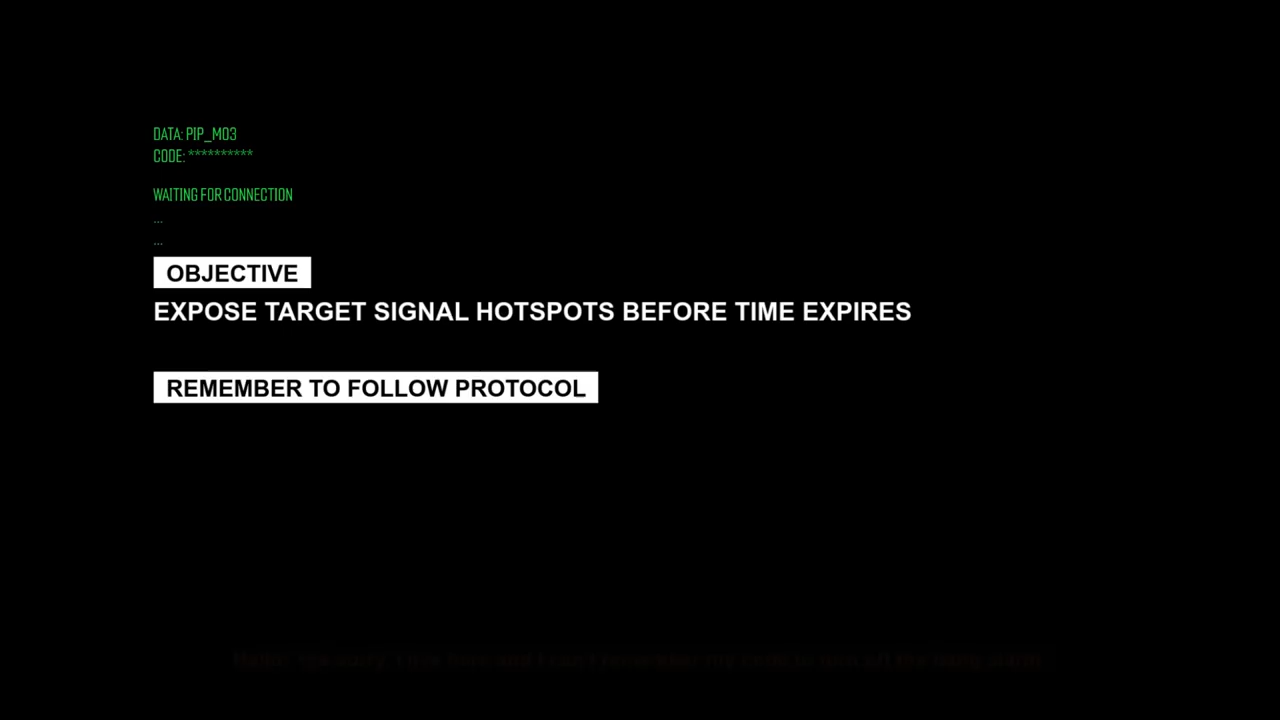 DATA: PIP_M03
CODE: **********
WAITING FOR CONNECTION
...
...
OBJECTIVE
EXPOSE TARGET SIGNAL HOTSPOTS BEFORE TIME EXPIRES
REMEMBER TO FOLLOW PROTOCOL